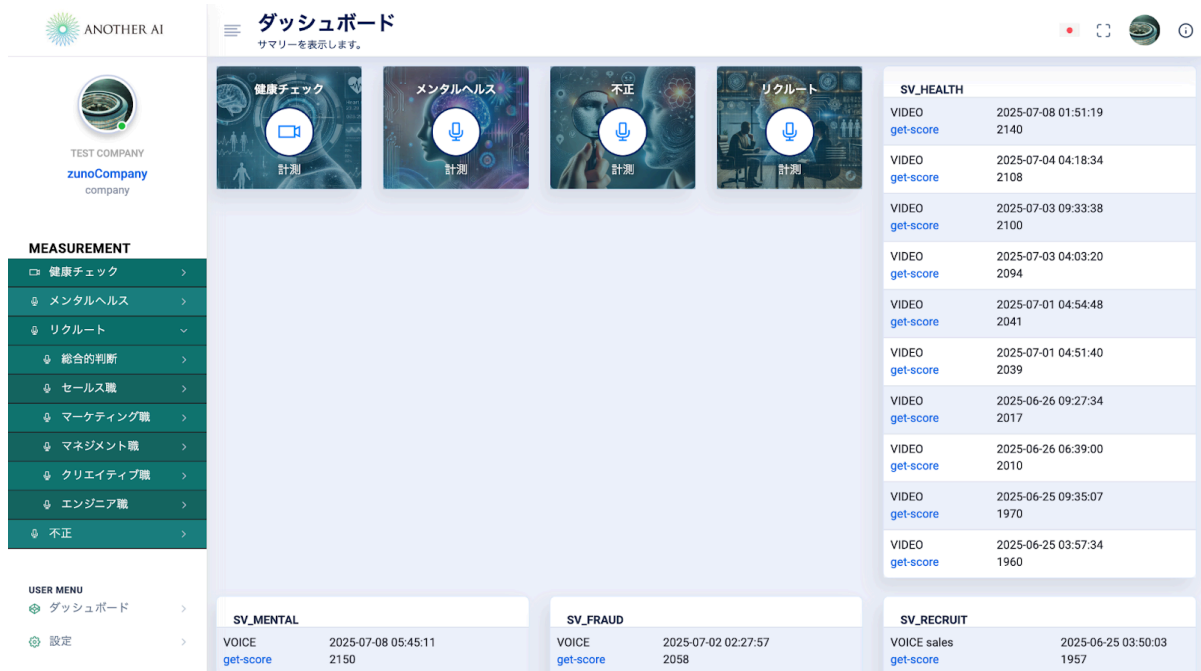 ANOTHER AI
ダッシュボード
サマリーを表示します。
TEST COMPANY
zunoCompany
company
MEASUREMENT
健康チェック
メンタルヘルス
リクルート
総合的判断
セールス職
マーケティング職
マネジメント職
クリエイティブ職
エンジニア職
不正
USER MENU
ダッシュボード
設定
健康チェック
計測
メンタルヘルス
計測
不正
計測
リクルート
計測
SV_HEALTH
VIDEO 2025-07-08 01:51:19
get-score 2140
VIDEO 2025-07-04 04:18:34
get-score 2108
VIDEO 2025-07-03 09:33:38
get-score 2100
VIDEO 2025-07-03 04:03:20
get-score 2094
VIDEO 2025-07-01 04:54:48
get-score 2041
VIDEO 2025-07-01 04:51:40
get-score 2039
VIDEO 2025-06-26 09:27:34
get-score 2017
VIDEO 2025-06-26 06:39:00
get-score 2010
VIDEO 2025-06-25 09:35:07
get-score 1970
VIDEO 2025-06-25 03:57:34
get-score 1960
SV_MENTAL
VOICE 2025-07-08 05:45:11
get-score 2150
SV_FRAUD
VOICE 2025-07-02 02:27:57
get-score 2058
SV_RECRUIT
VOICE sales 2025-06-25 03:50:03
get-score 1957